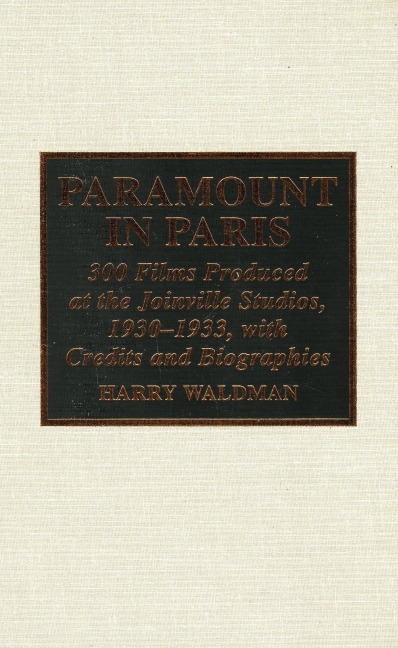 PARAMOUNT
IN PARIS
300 Films Produced
at the Joinville Studios,
1930–1933, with
Credits and Biographies
HARRY WALDMAN